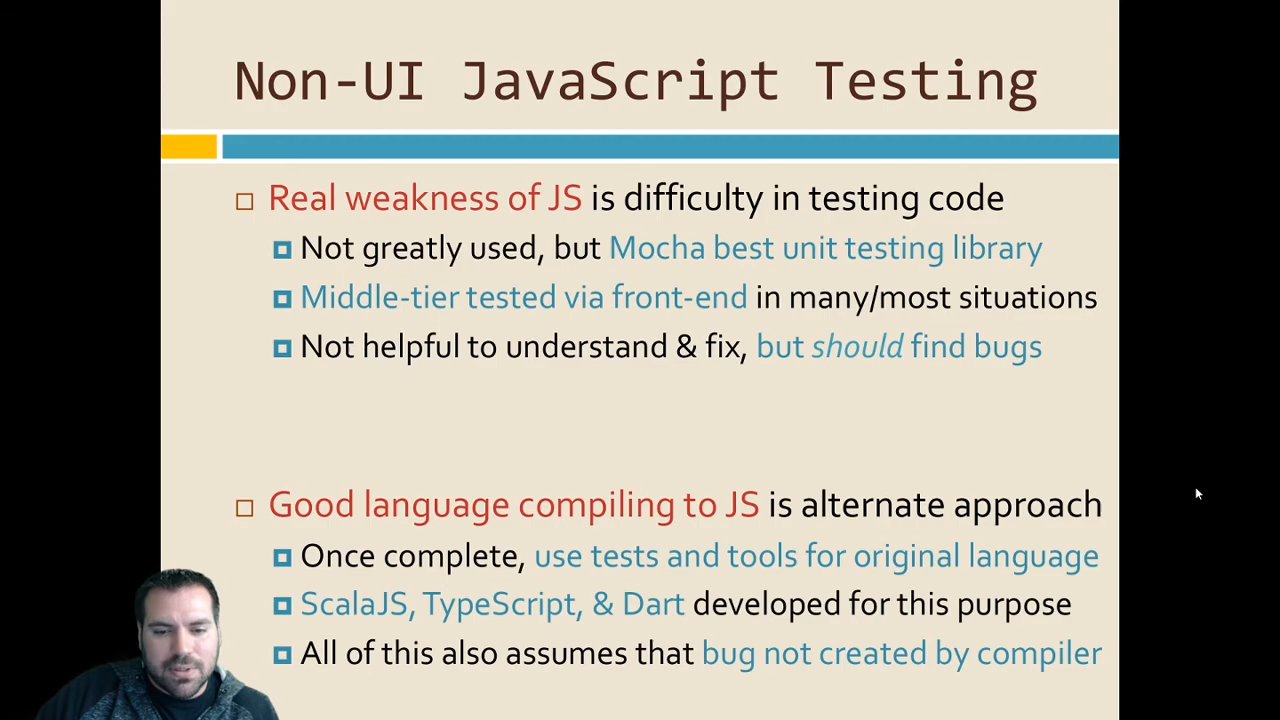 Non-UI JavaScript Testing
Real weakness of JS is difficulty in testing code
Not greatly used, but Mocha best unit testing library
Middle-tier tested via front-end in many/most situations
Not helpful to understand & fix, but should find bugs
Good language compiling to JS is alternate approach
Once complete, use tests and tools for original language
ScalaJS, TypeScript, & Dart developed for this purpose
All of this also assumes that bug not created by compiler